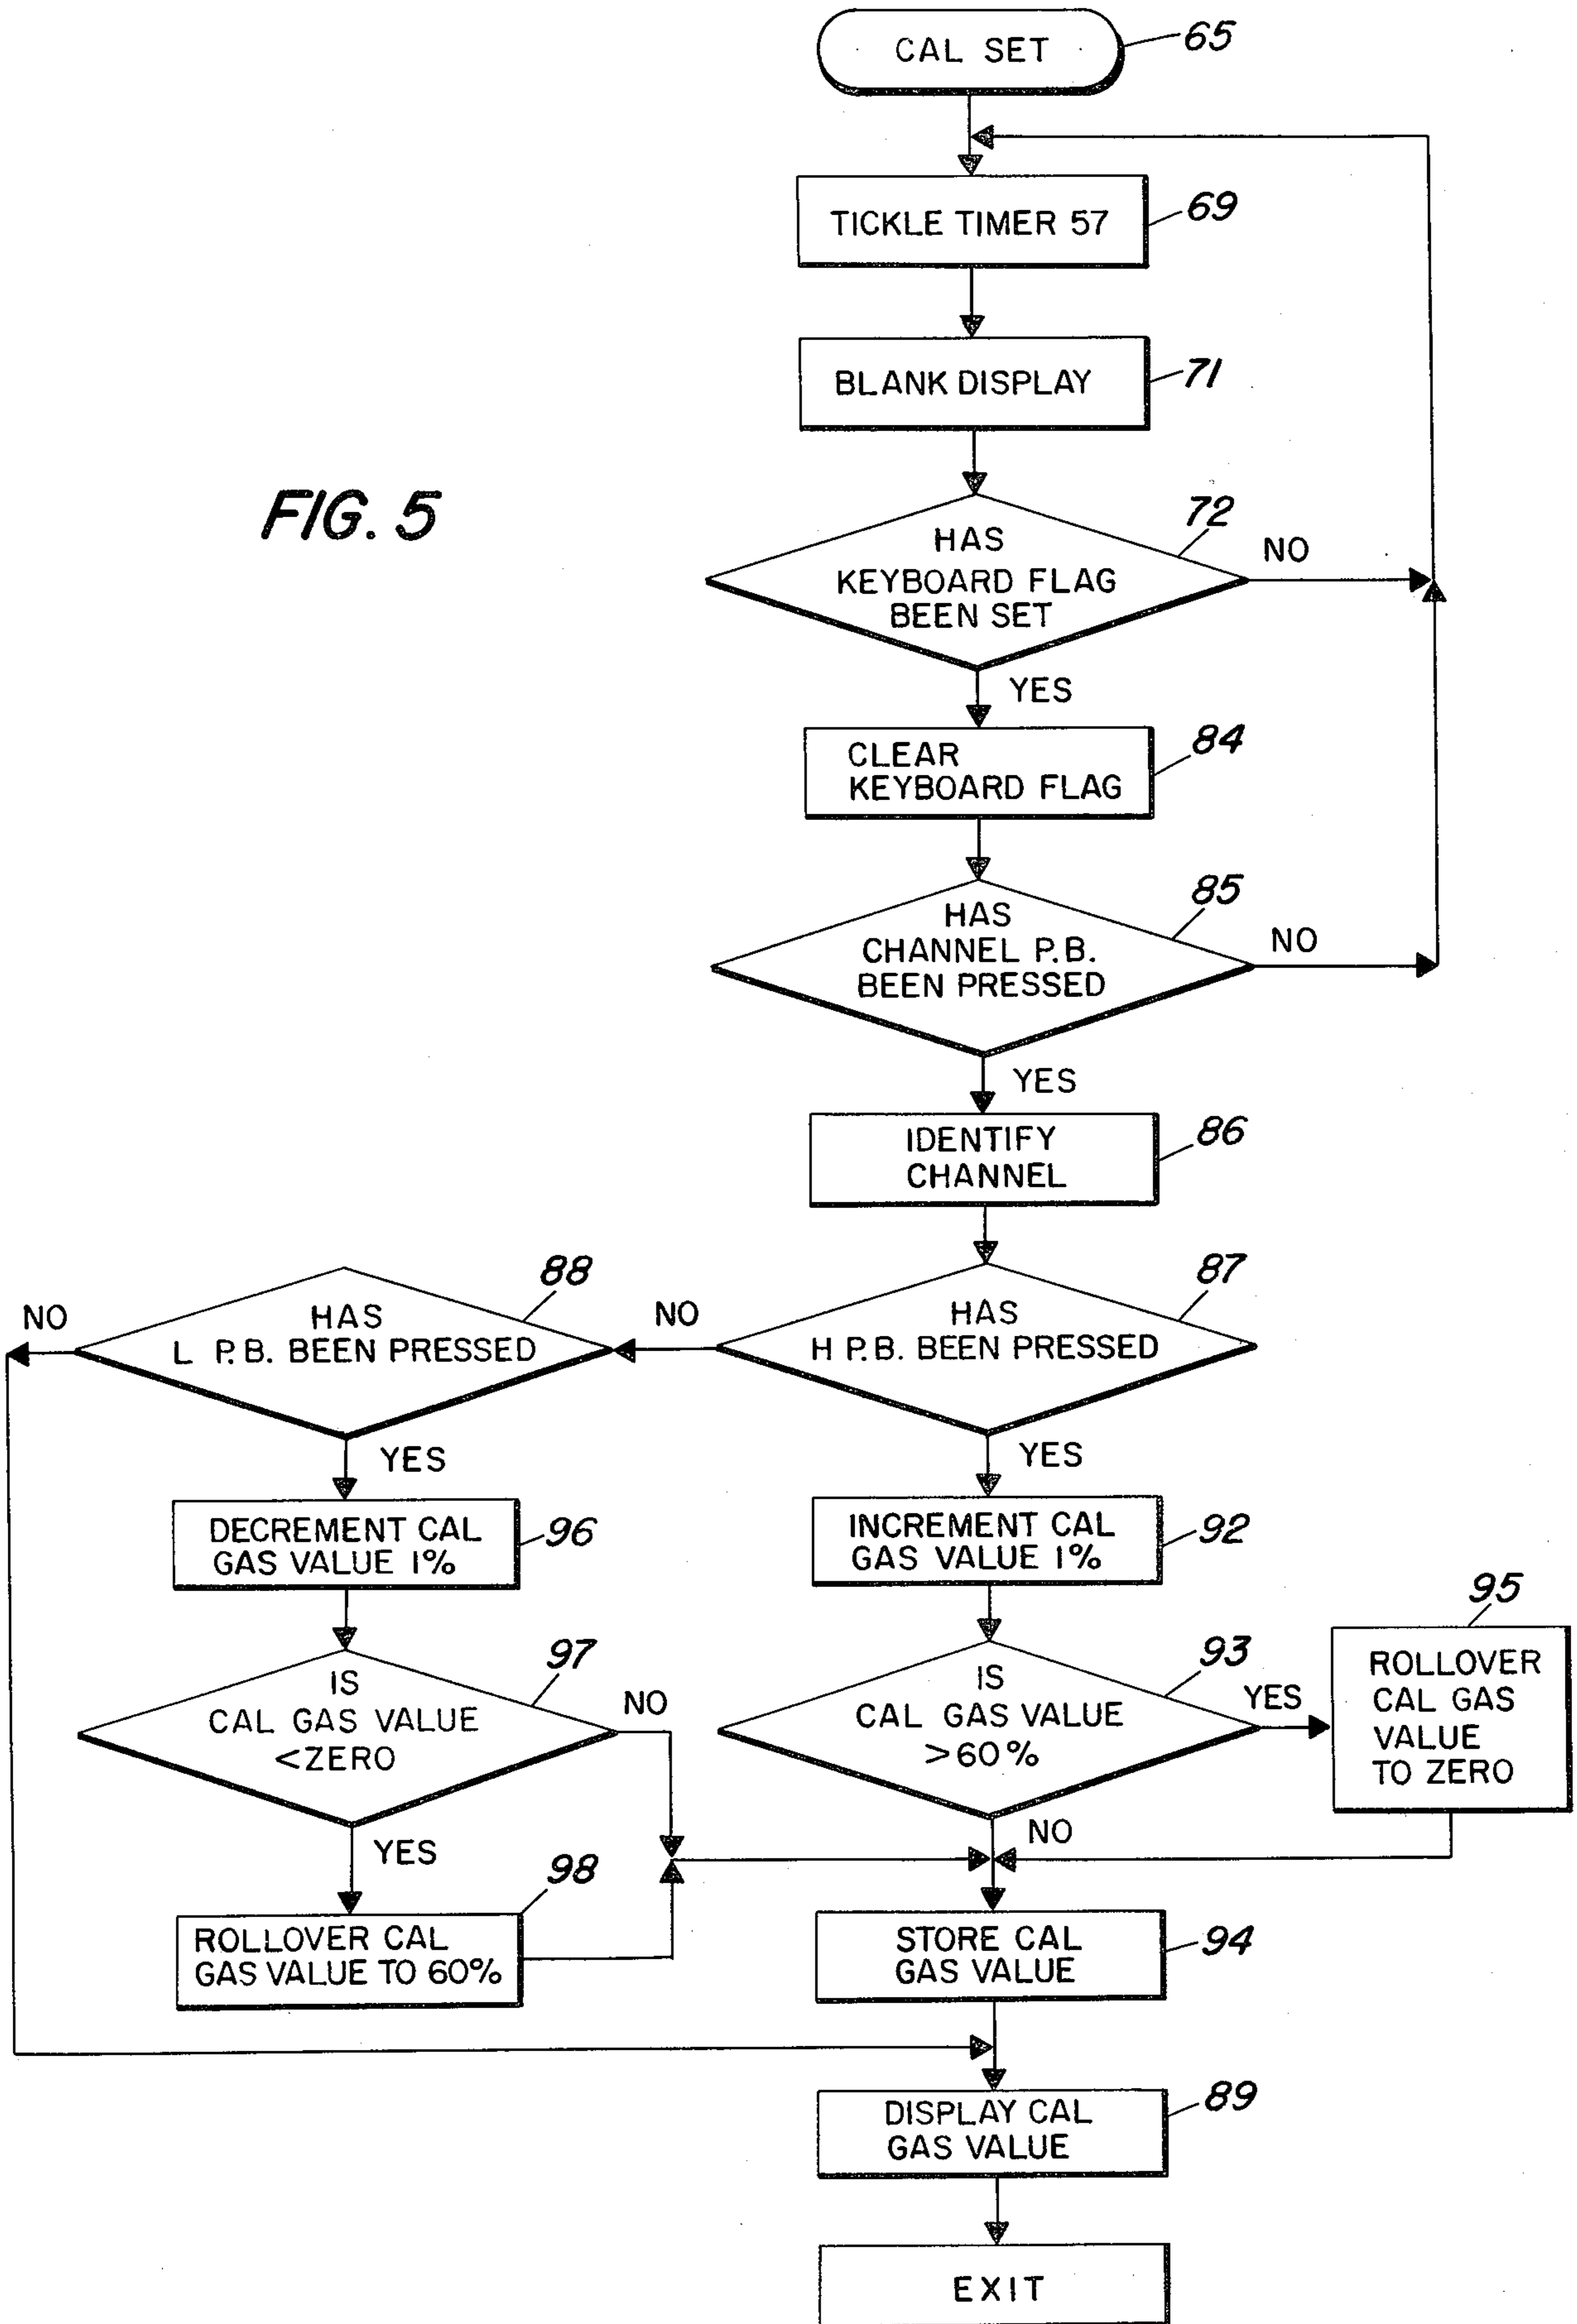 CAL SET
65
TICKLE TIMER 57
69
BLANK DISPLAY
71
FIG. 5
HAS
KEYBOARD FLAG
BEEN SET
72
NO
YES
CLEAR
KEYBOARD FLAG
84
HAS
CHANNEL P.B.
BEEN PRESSED
85
NO
YES
IDENTIFY
CHANNEL
86
HAS
H P.B. BEEN PRESSED
87
NO
HAS
L P.B. BEEN PRESSED
88
NO
YES
YES
DECREMENT CAL
GAS VALUE 1%
96
INCREMENT CAL
GAS VALUE 1%
92
IS
CAL GAS VALUE
<ZERO
97
NO
IS
CAL GAS VALUE
>60%
93
YES
ROLLOVER
CAL GAS
VALUE
TO ZERO
95
YES
NO
ROLLOVER CAL
GAS VALUE TO 60%
98
STORE CAL
GAS VALUE
94
DISPLAY CAL
GAS VALUE
89
EXIT